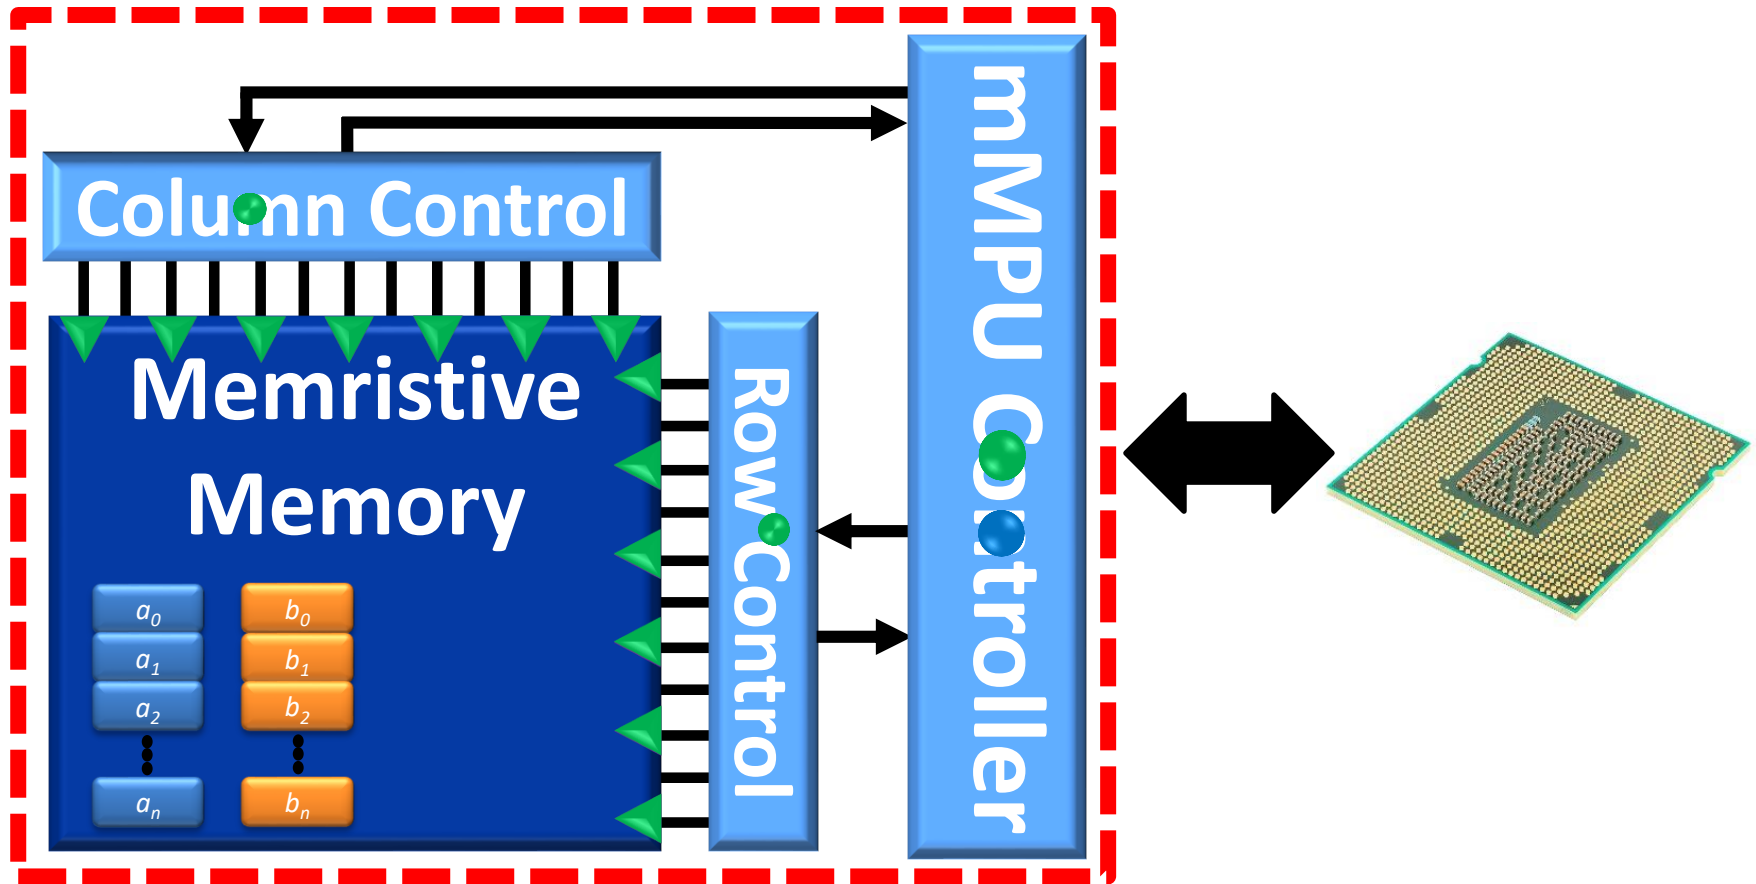 mMPU Controller
Column Control
Memristive
Memory
Row Control
a0 b0
a1 b1
a2 b2
an bn